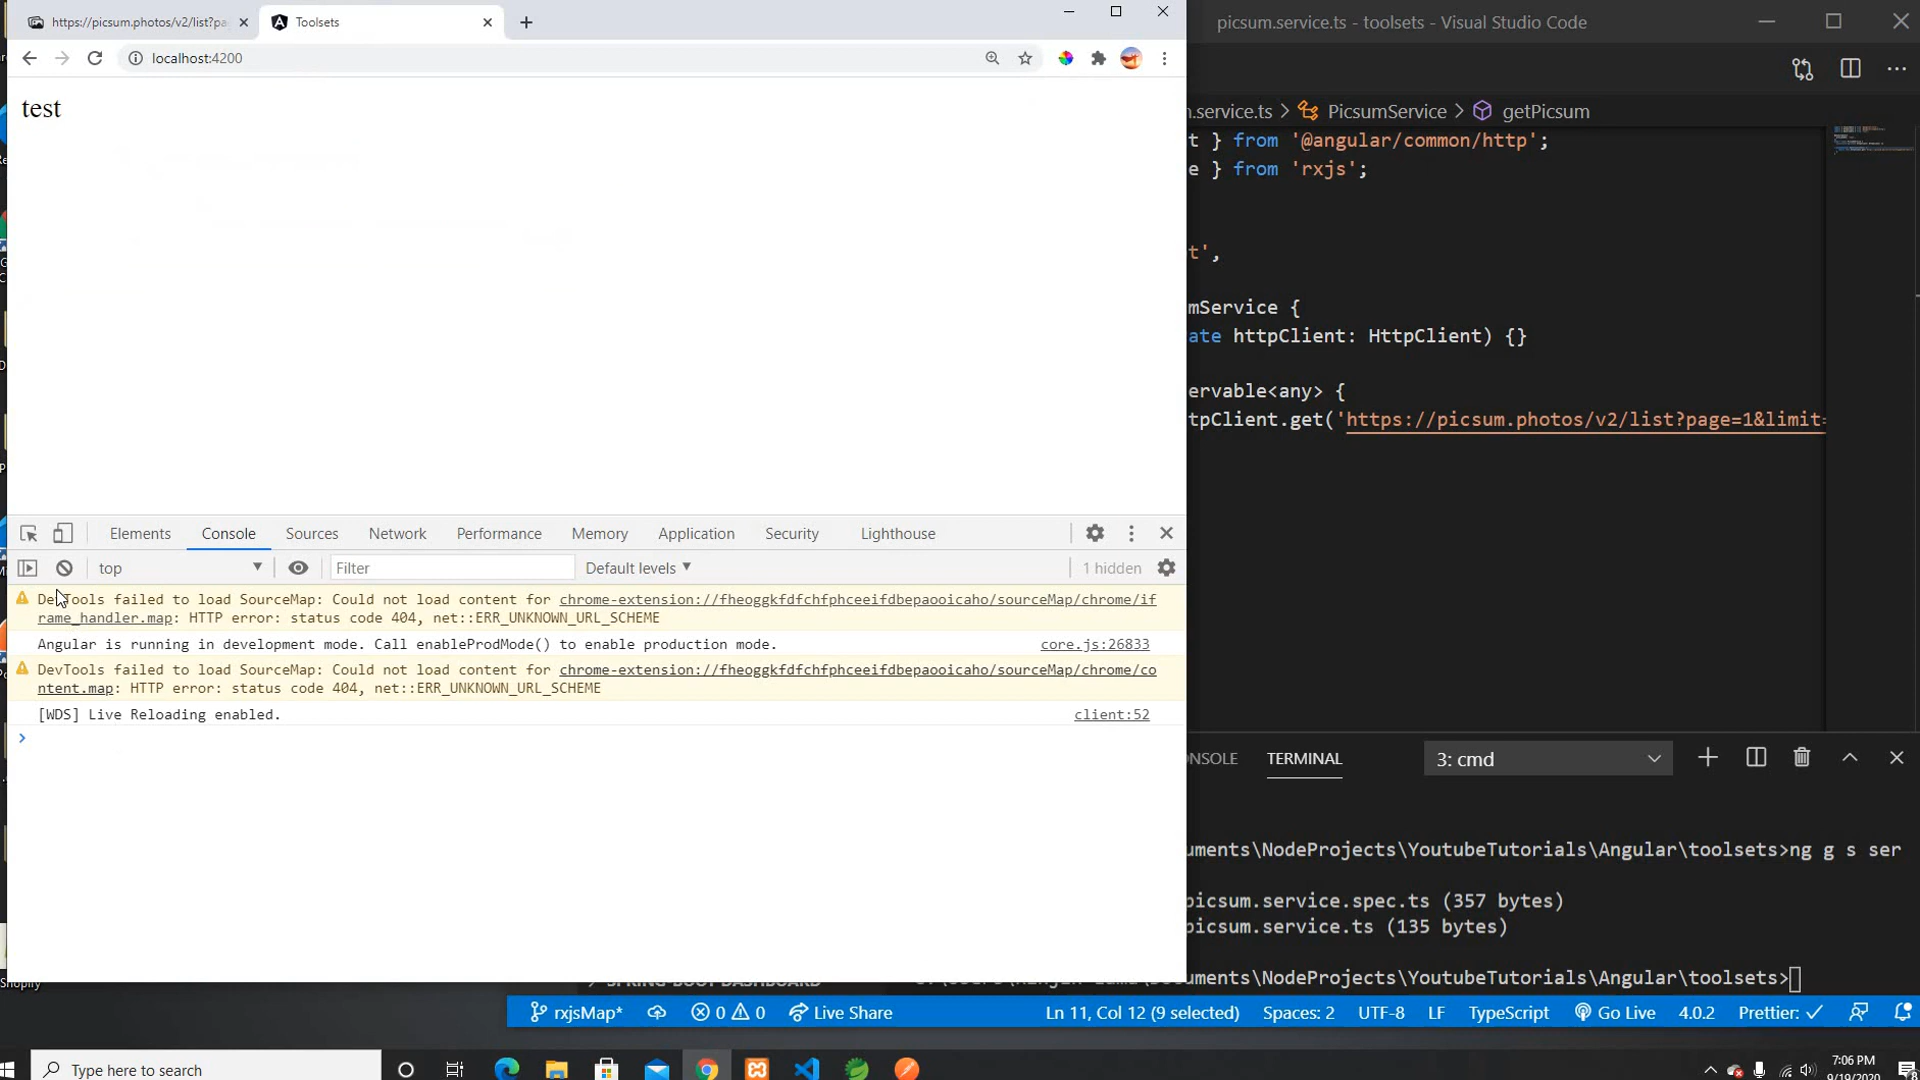 https://picsum.photos/v2/list?pa
Toolsets
picsum.service.ts - toolsets - Visual Studio Code
localhost:4200
test
.service.ts > PicsumService > getPicsum
t } from '@angular/common/http';
e } from 'rxjs';
t',
mService {
ate httpClient: HttpClient) {}
ervable<any> {
tpClient.get('https://picsum.photos/v2/list?page=1&limit=
Elements Console Sources Network Performance Memory Application Security Lighthouse
top Filter Default levels 1 hidden
DevTools failed to load SourceMap: Could not load content for chrome-extension://fheoggkfdfchfphceeifdbepaooicaho/sourceMap/chrome/if
rame_handler.map: HTTP error: status code 404, net::ERR_UNKNOWN_URL_SCHEME
Angular is running in development mode. Call enableProdMode() to enable production mode. core.js:26833
DevTools failed to load SourceMap: Could not load content for chrome-extension://fheoggkfdfchfphceeifdbepaooicaho/sourceMap/chrome/co
ntent.map: HTTP error: status code 404, net::ERR_UNKNOWN_URL_SCHEME
[WDS] Live Reloading enabled. client:52
>
ONSOLE TERMINAL 3: cmd
uments\NodeProjects\YoutubeTutorials\Angular\toolsets>ng g s ser
picsum.service.spec.ts (357 bytes)
picsum.service.ts (135 bytes)
ocuments\NodeProjects\YoutubeTutorials\Angular\toolsets>
Shopify
rxjsMap* 0 0 Live Share Ln 11, Col 12 (9 selected) Spaces: 2 UTF-8 LF TypeScript Go Live 4.0.2 Prettier: ✓
Type here to search
7:06 PM
9/19/2020